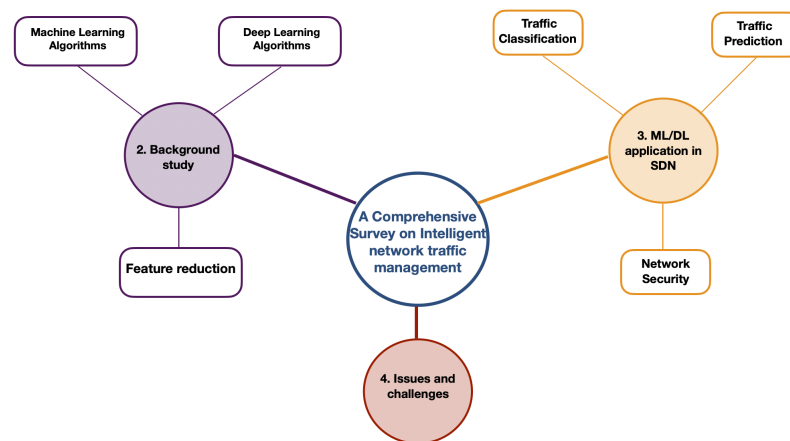 Machine Learning
Algorithms
Deep Learning
Algorithms
Traffic
Classification
Traffic
Prediction
2. Background
study
3. ML/DL
application in
SDN
A Comprehensive
Survey on Intelligent
network traffic
management
Feature reduction
Network
Security
4. Issues and
challenges